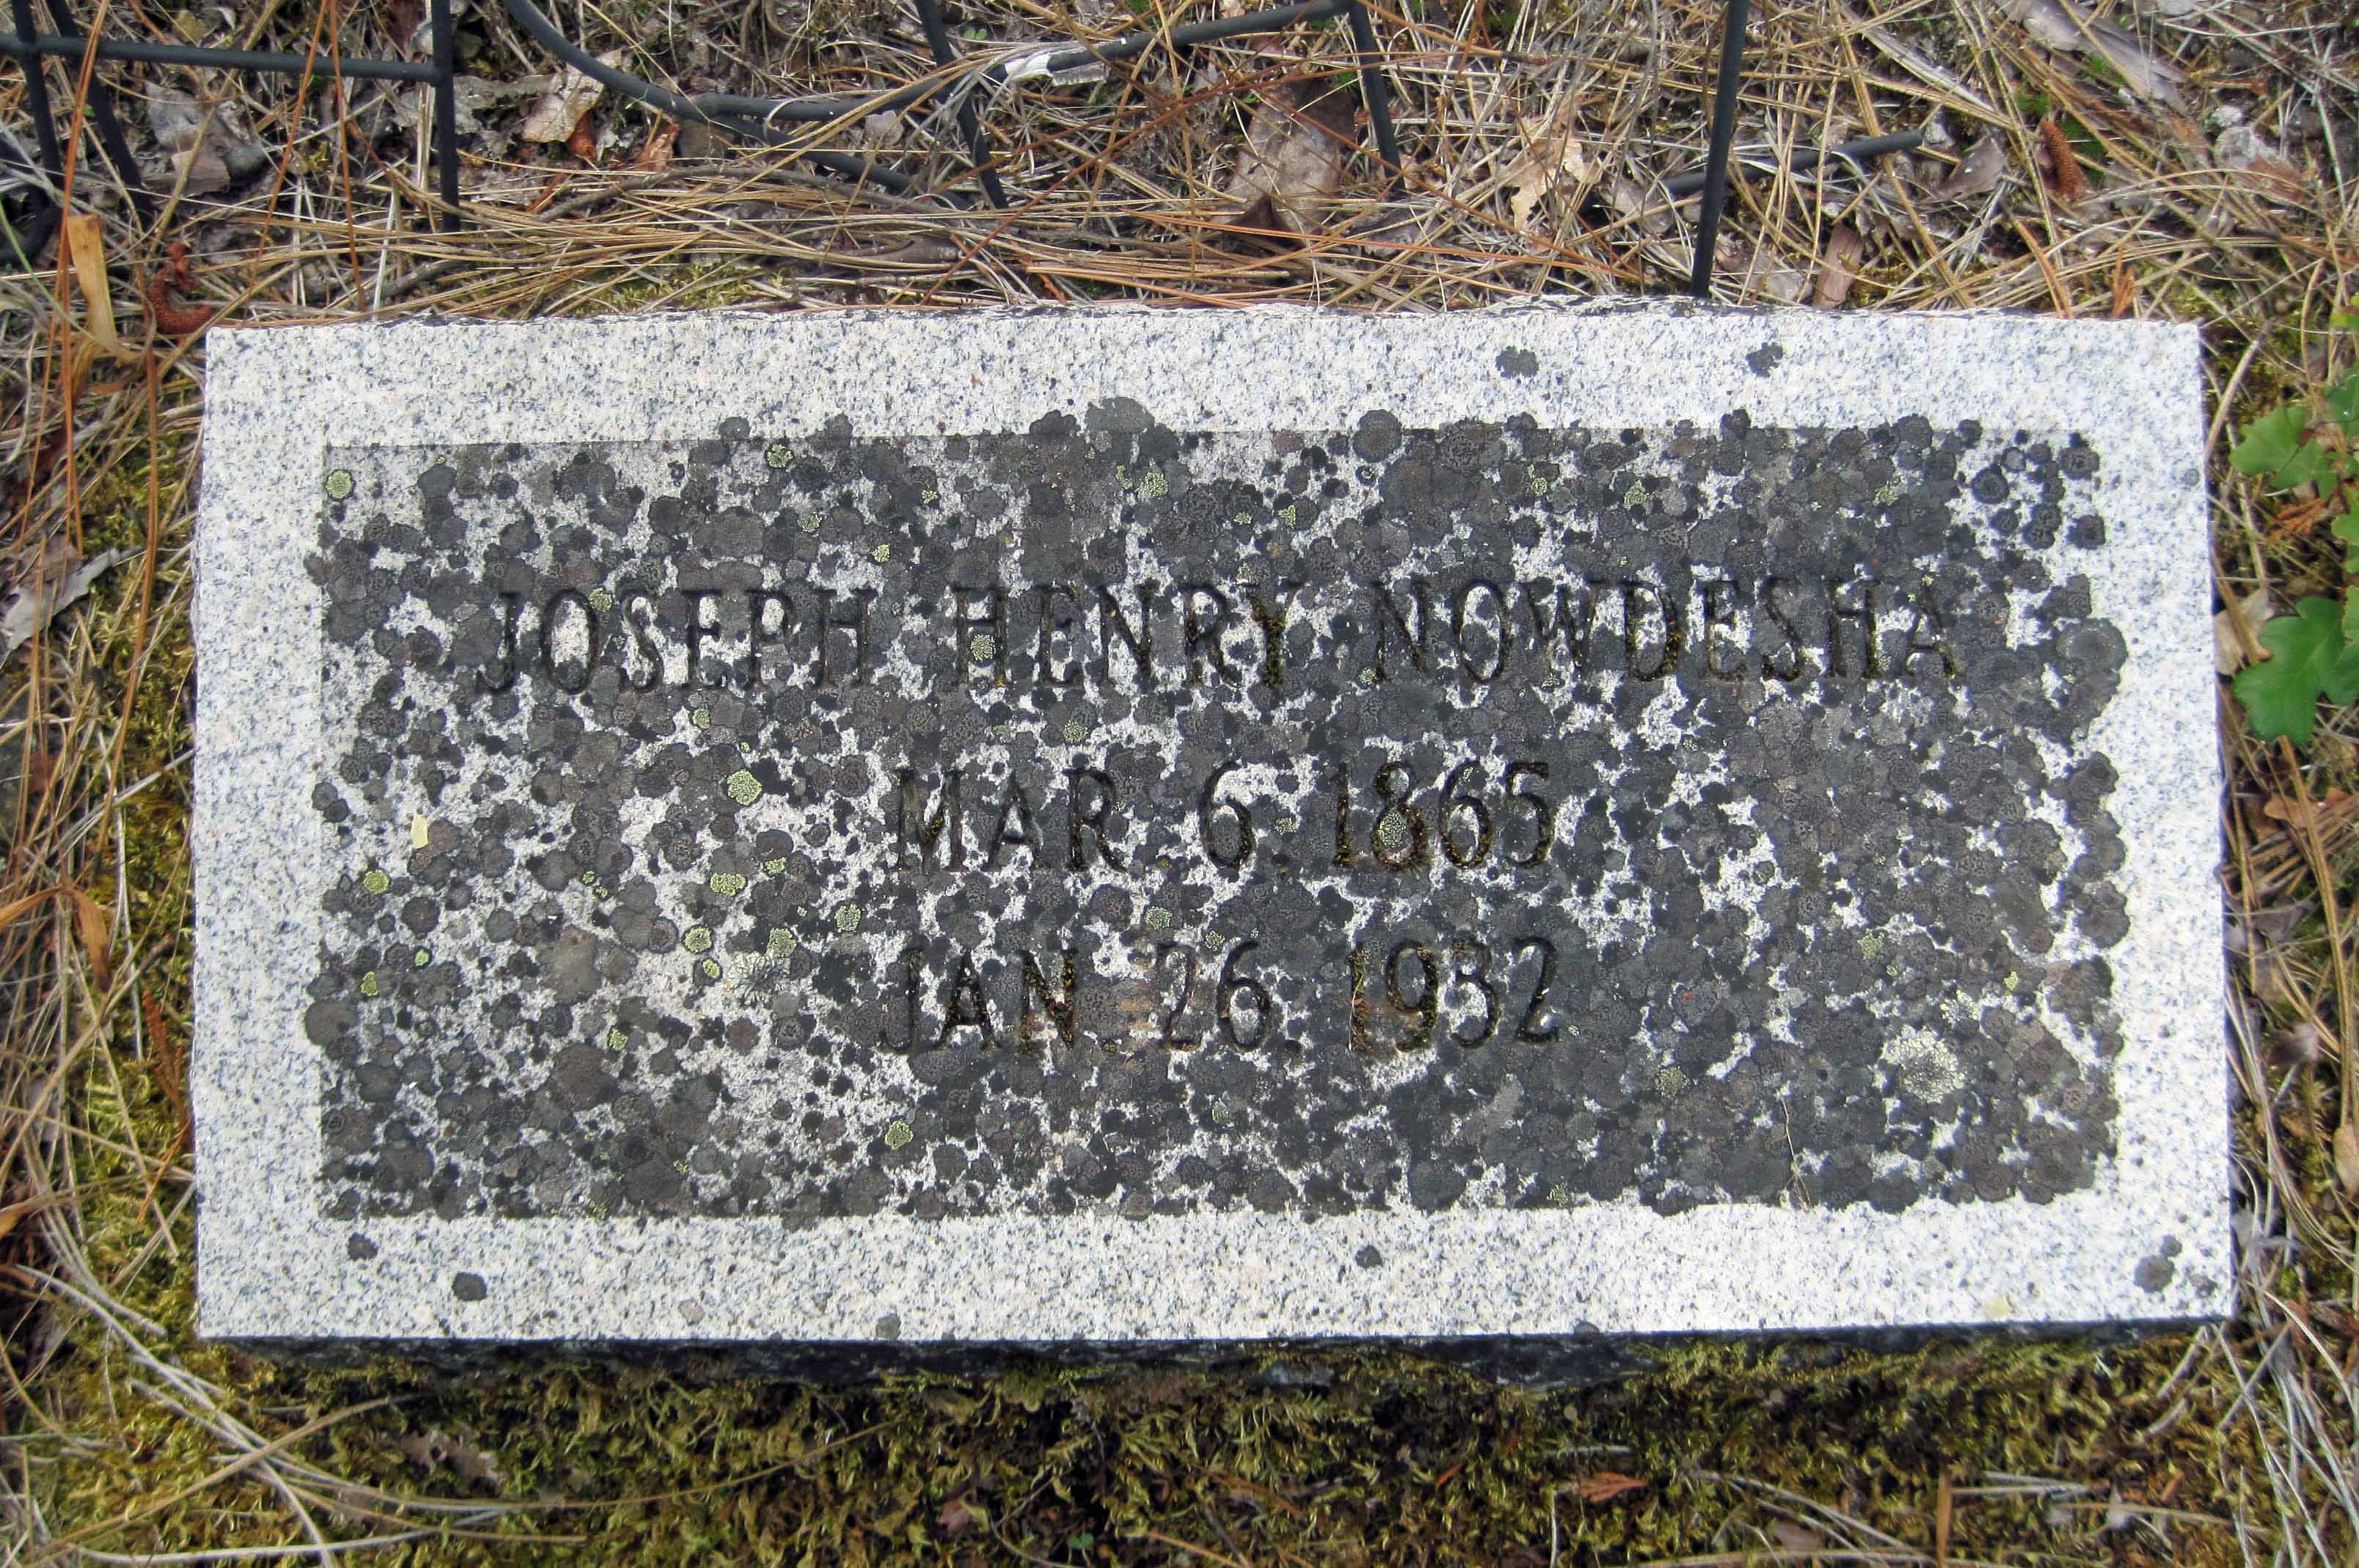 JOSEPH HENRY NOWDESHA
MAR. 6, 1865
JAN. 26, 1932